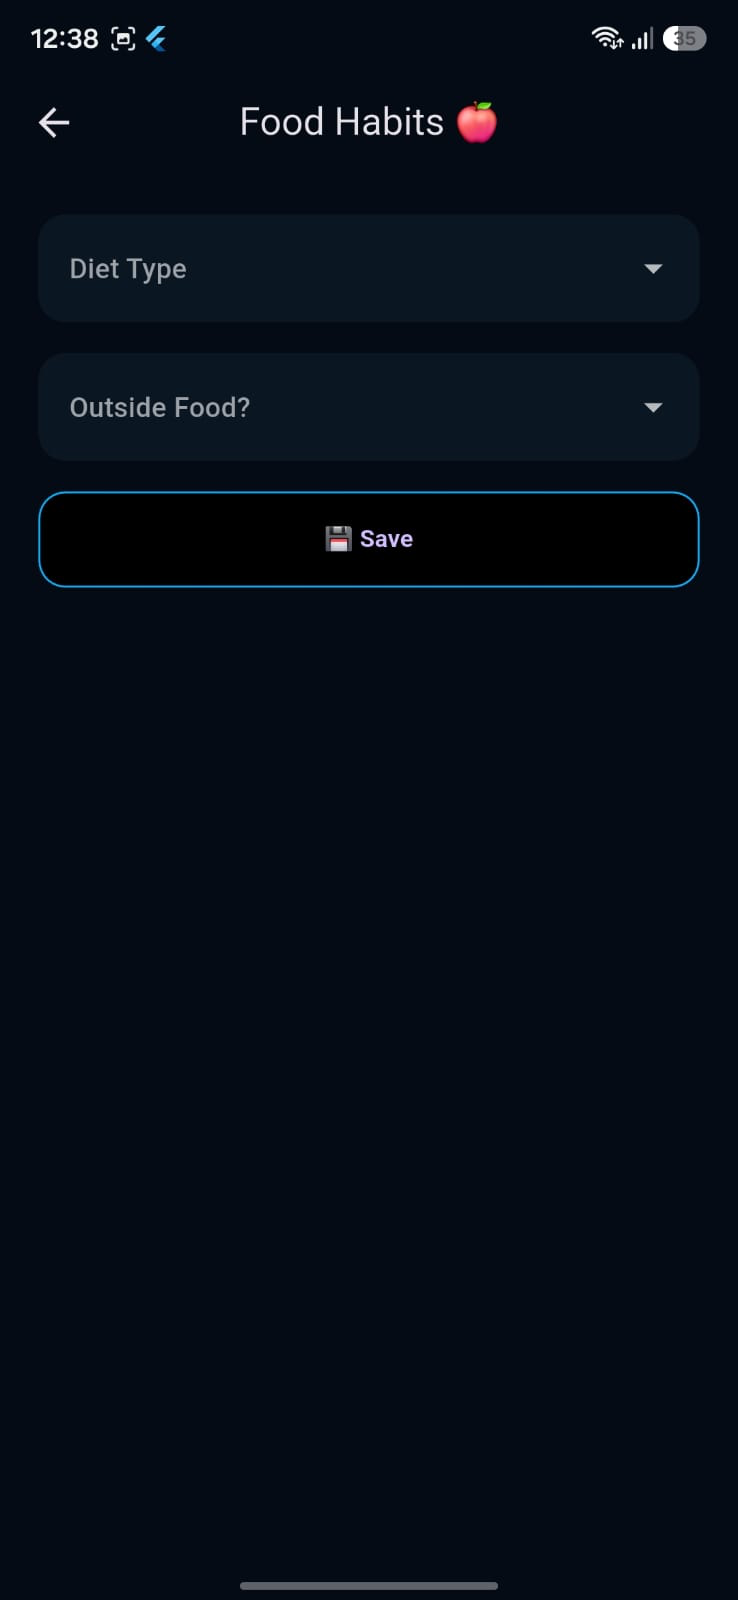 12:38
35
Food Habits 🍎
Diet Type
Outside Food?
💾 Save